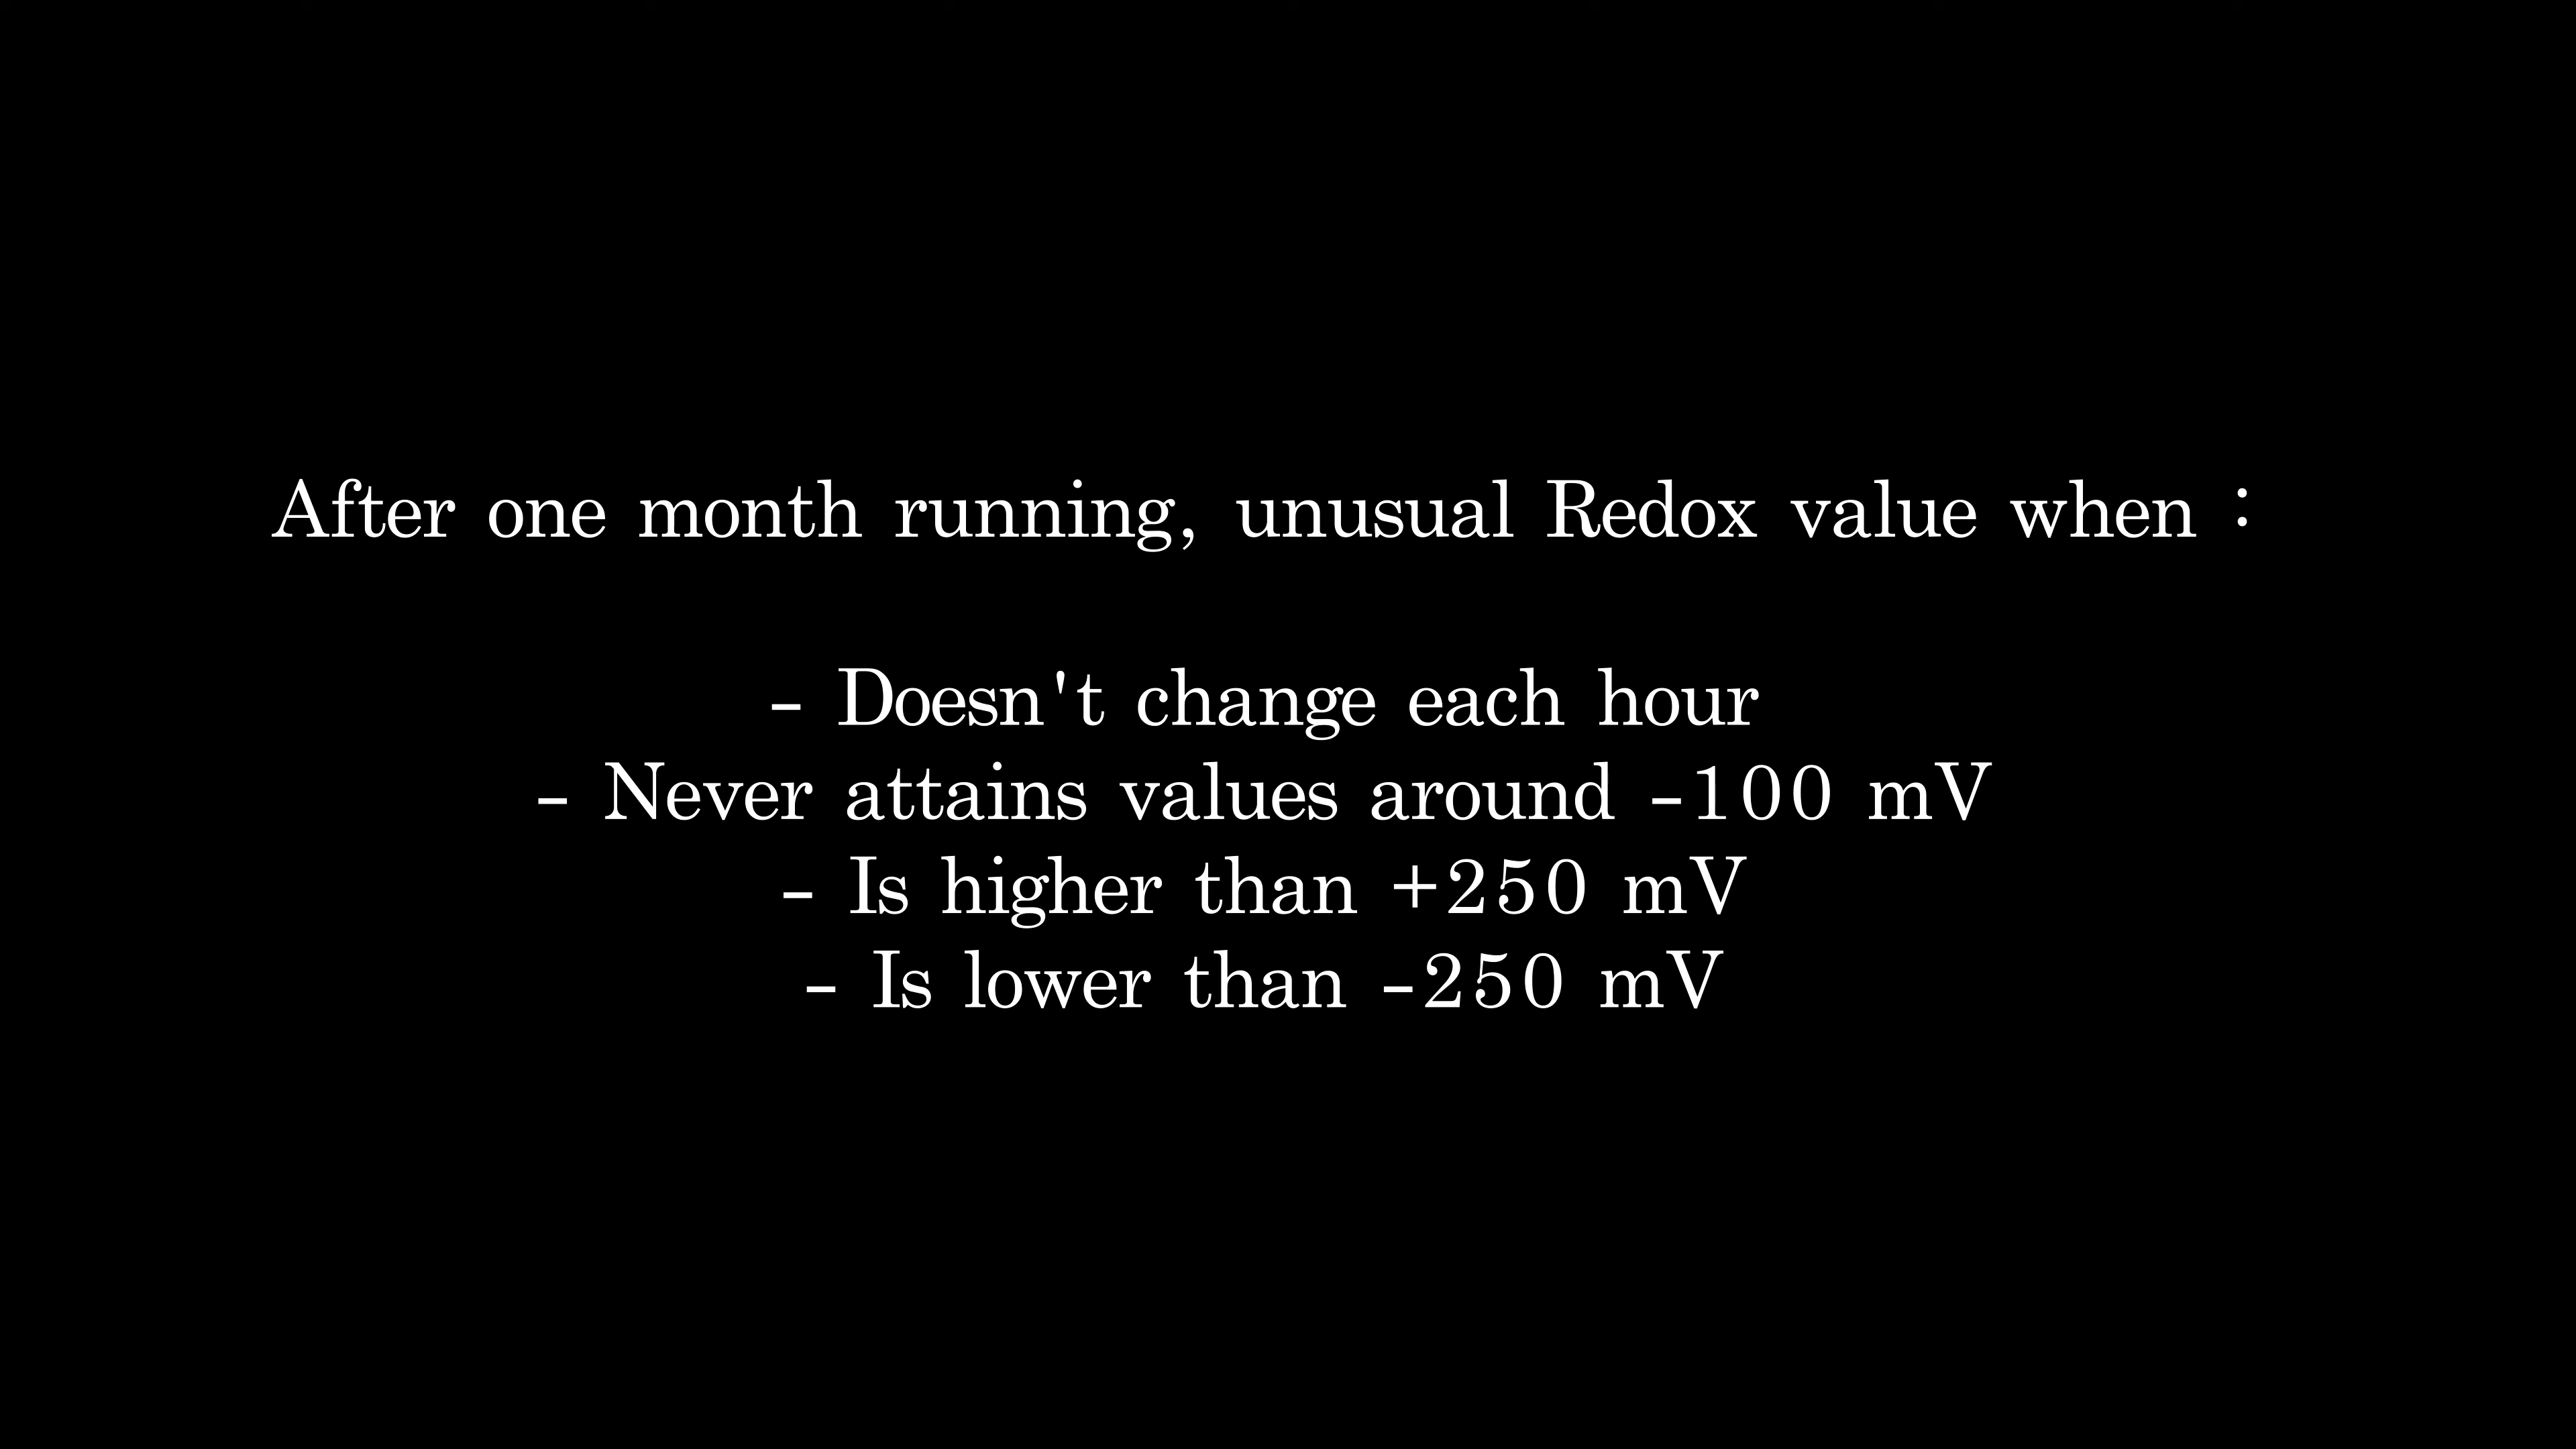 After one month running, unusual Redox value when :
- Doesn't change each hour
- Never attains values around -100 mV
- Is higher than +250 mV
- Is lower than -250 mV